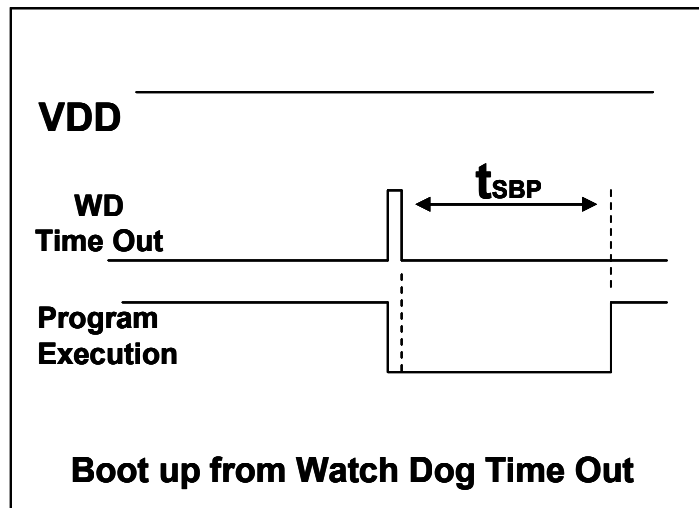 VDD
tSBP
WD
Time Out
Program
Execution
Boot up from Watch Dog Time Out